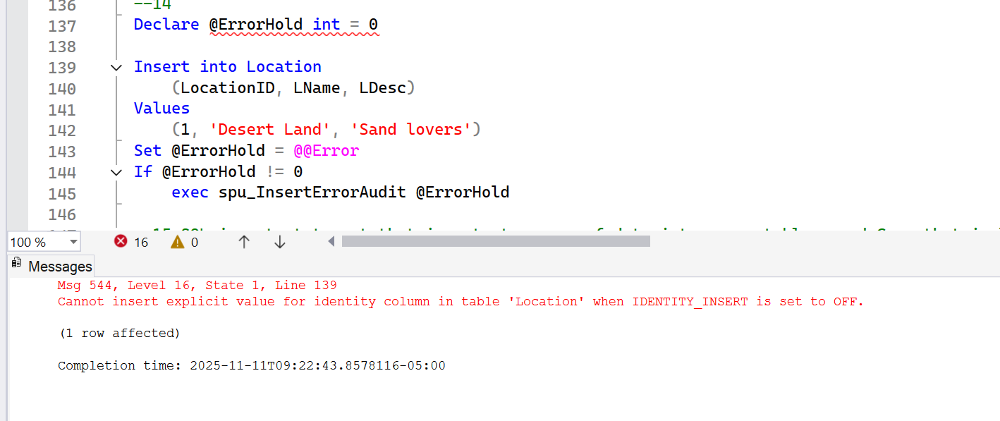 136 --14
137 Declare @ErrorHold int = 0
138
139 Insert into Location
140 (LocationID, LName, LDesc)
141 Values
142 (1, 'Desert Land', 'Sand lovers')
143 Set @ErrorHold = @@Error
144 If @ErrorHold != 0
145 exec spu_InsertErrorAudit @ErrorHold
146
100 % 16 0
Messages
Msg 544, Level 16, State 1, Line 139
Cannot insert explicit value for identity column in table 'Location' when IDENTITY_INSERT is set to OFF.
(1 row affected)
Completion time: 2025-11-11T09:22:43.8578116-05:00